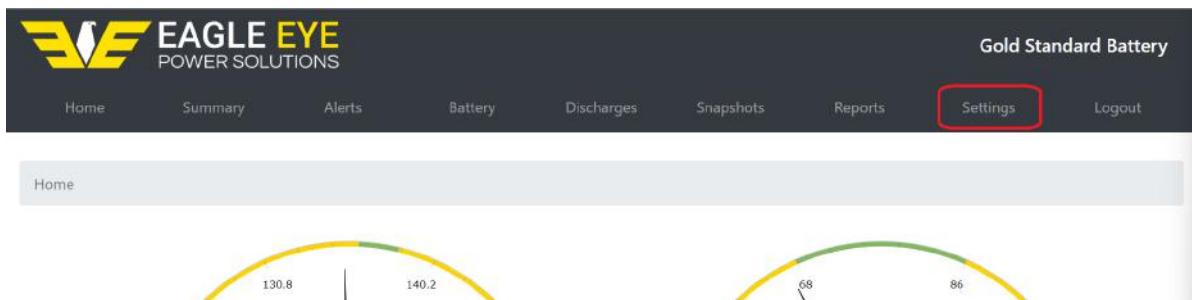 EAGLE EYE
POWER SOLUTIONS
Gold Standard Battery
Home Summary Alerts Battery Discharges Snapshots Reports Settings Logout
Home
130.8 140.2 68 86